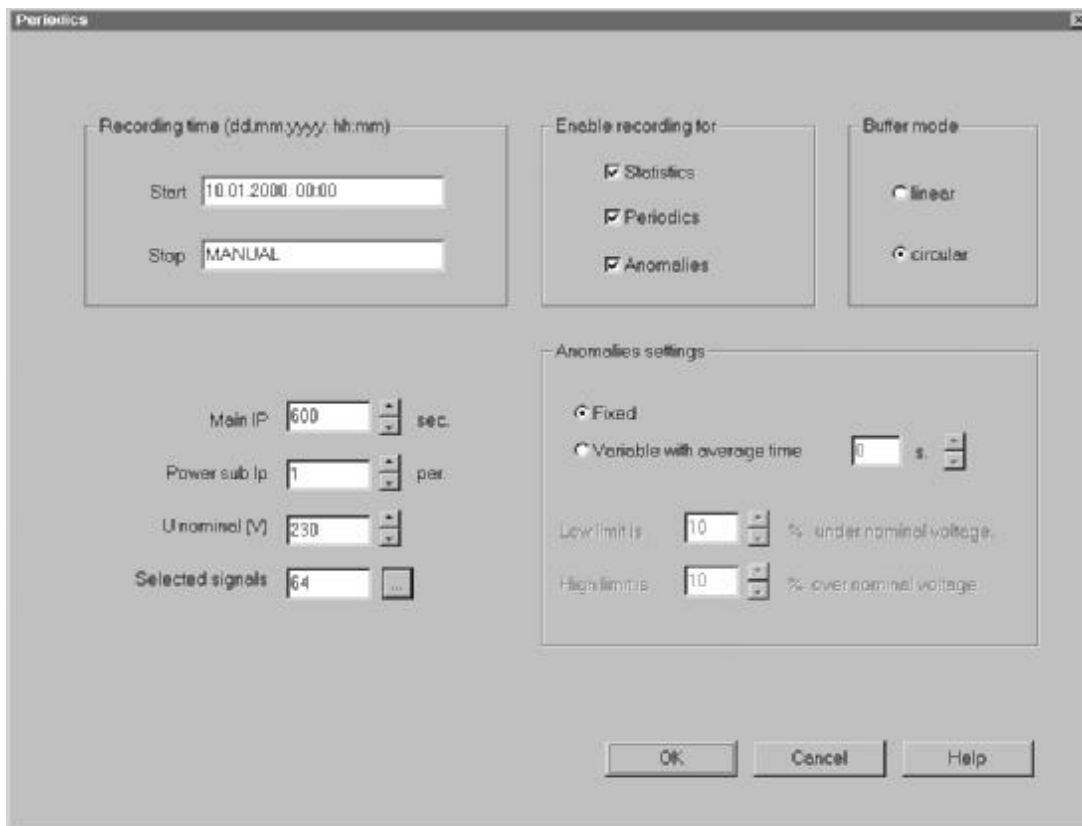 Periodics
Recording time (dd.mm.yyyy. hh:mm)
Start 10.01.2000. 00:00
Stop MANUAL
Enable recording for
Statistics
Periodics
Anomalies
Buffer mode
linear
circular
Main IP 600 sec.
Power sub Ip 1 per.
U nominal [V] 230
Selected signals 64 ...
Anomalies settings
Fixed
Variable with average time 0 s.
Low limit is 10 % under nominal voltage.
High limit is 10 % over nominal voltage
OK Cancel Help